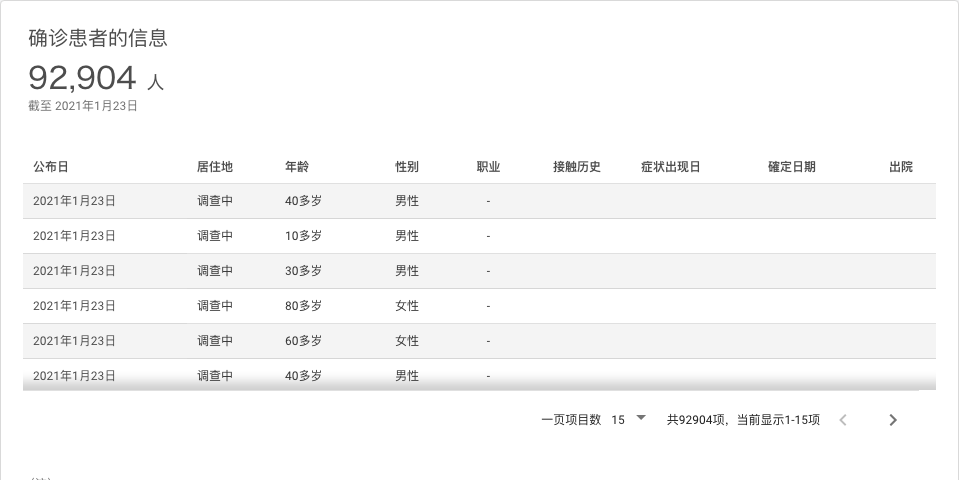 确诊患者的信息
92,904 人
截至 2021年1月23日
公布日 居住地 年龄 性别 职业 接触历史 症状出现日 確定日期 出院
2021年1月23日 调查中 40多岁 男性 -
2021年1月23日 调查中 10多岁 男性 -
2021年1月23日 调查中 30多岁 男性 -
2021年1月23日 调查中 80多岁 女性 -
2021年1月23日 调查中 60多岁 女性 -
2021年1月23日 调查中 40多岁 男性 -
一页项目数 15 共92904项，当前显示1-15项